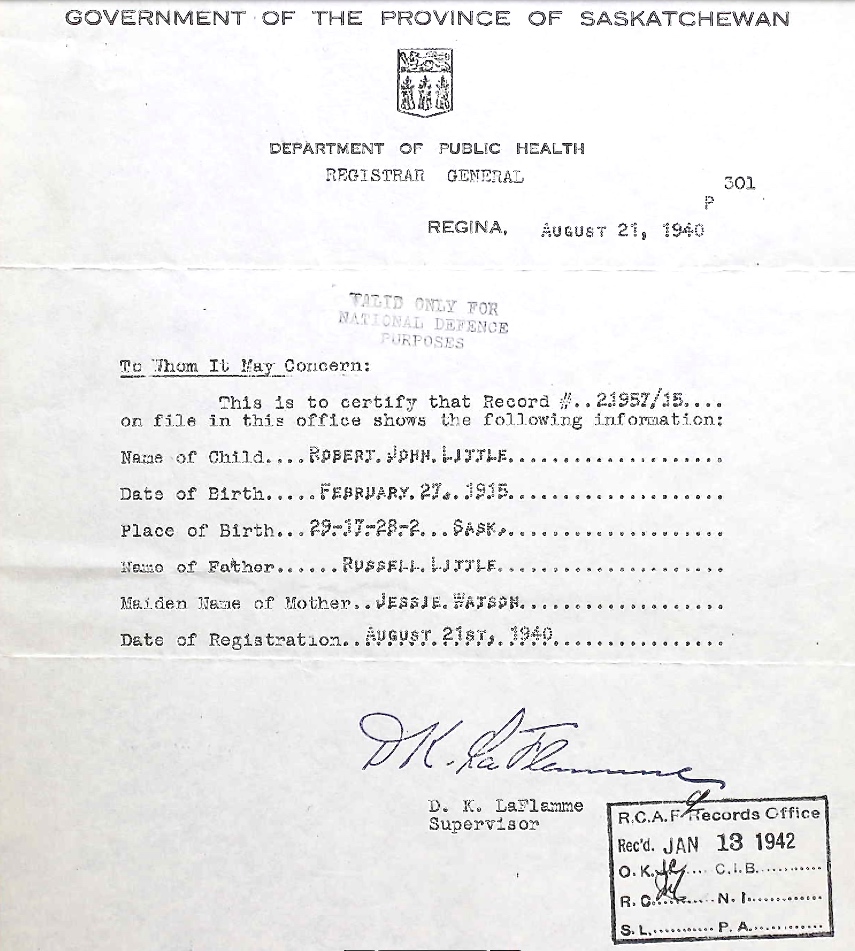 GOVERNMENT OF THE PROVINCE OF SASKATCHEWAN
DEPARTMENT OF PUBLIC HEALTH
REGISTRAR GENERAL
301
P
REGINA, AUGUST 21, 1940
VALID ONLY FOR
NATIONAL DEFENCE
PURPOSES
To Whom It May Concern:
This is to certify that Record #..21957/15....
on file in this office shows the following information:
Name of Child....ROBERT.JOHN.LITTLE.....................
Date of Birth.....FEBRUARY.27..1915.....................
Place of Birth...29-17-28-2...SASK......................
Name of Father......RUSSELL.LITTLE......................
Maiden Name of Mother..JESSIE.WATSON....................
Date of Registration..AUGUST.21ST,.1940.................
D K. LaFlamme
D. K. LaFlamme
Supervisor
R.C.A.F. Records Office
Rec'd. JAN 13 1942
O.K. .... C.I.B. ............
R.C. ........ N.I. .............
S.L. ........... P.A. .............